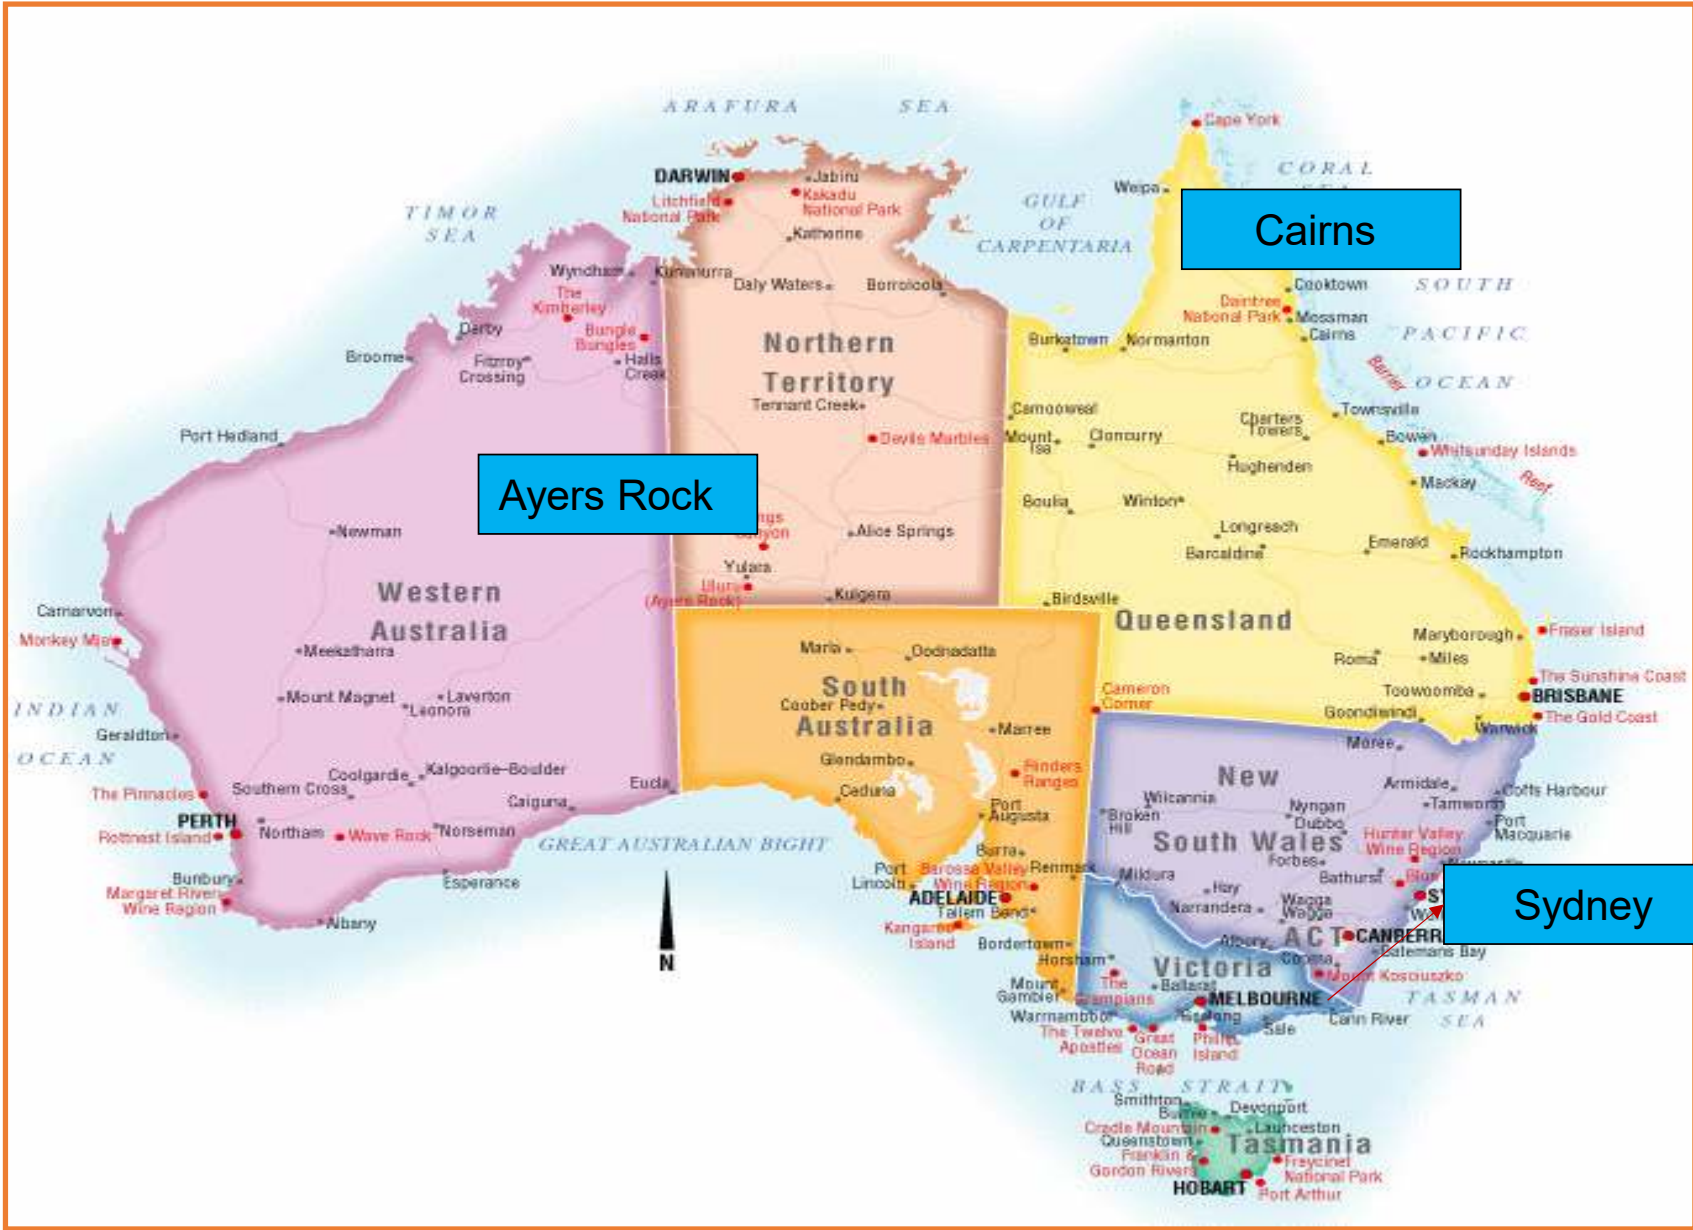 ARAFURA SEA
Cape York
CORAL
DARWIN
Jabiru
Litchfield
National Park
Kakadu
National Park
Weipa
TIMOR
SEA
GULF
OF
CARPENTARIA
Cairns
Katherine
Wyndham
Kununurra
Daly Waters
Borroloola
The
Kimberley
Bungle
Bungles
Cooktown
SOUTH
Daintree
National Park
Mossman
Cairns
PACIFIC
OCEAN
Derby
Broome
Fitzroy
Crossing
Halls
Creek
Northern
Territory
Tennant Creek
Burketown
Normanton
Barrier
Reef
Port Hedland
Devils Marbles
Camooweal
Mount
Isa
Cloncurry
Charters
Towers
Townsville
Bowen
Whitsunday Islands
Hughenden
Mackay
Ayers Rock
Boulia
Winton
Longreach
Barcaldine
Emerald
Rockhampton
Newman
Alice Springs
Yulara
Uluru
(Ayers Rock)
Kulgera
Birdsville
Western
Australia
Queensland
Carnarvon
Monkey Mia
Meekatharra
Marla
Oodnadatta
Maryborough
Fraser Island
Roma
Miles
The Sunshine Coast
Mount Magnet
Laverton
Leonora
South
Australia
Coober Pedy
Cameron
Corner
Toowoomba
BRISBANE
Goondiwindi
The Gold Coast
Warwick
INDIAN
OCEAN
Geraldton
Marree
Moree
Glendambo
Flinders
Ranges
New
South Wales
Armidale
Coffs Harbour
Coolgardie
Kalgoorlie-Boulder
Southern Cross
Eucla
Ceduna
Wilcannia
Nyngan
Dubbo
Tamworth
Port
Macquarie
The Pinnacles
PERTH
Rottnest Island
Northam
Wave Rock
Norseman
Caiguna
Port
Augusta
Broken
Hill
Hunter Valley
Wine Region
GREAT AUSTRALIAN BIGHT
Burra
Renmark
Forbes
Newcastle
Bunbury
Margaret River
Wine Region
Esperance
Port
Lincoln
Barossa Valley
Wine Region
Mildura
Hay
Bathurst
Sydney
Albany
ADELAIDE
Tailem Bend
Narrandera
Wagga
Wagga
Kangaroo
Island
Bordertown
Albury
ACT
Cooma
Batemans Bay
N
Horsham
Victoria
Mount Kosciuszko
Mount
Gambier
The
Grampians
Ballarat
MELBOURNE
TASMAN
SEA
Warrnambool
Geelong
Sale
Cann River
The Twelve
Apostles
Great
Ocean
Road
Phillip
Island
BASS STRAIT
Smithton
Burnie
Devonport
Cradle Mountain
Launceston
Queenstown
Tasmania
Franklin &
Gordon Rivers
Freycinet
National Park
HOBART
Port Arthur